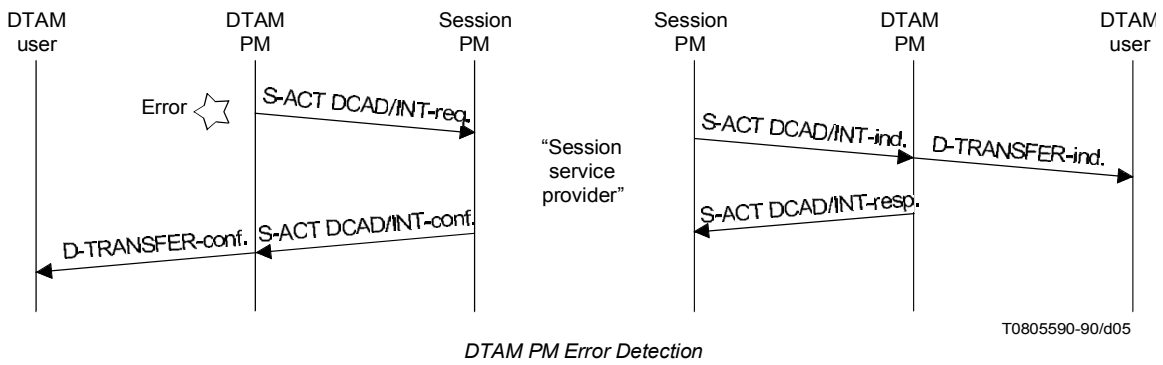 DTAM
user
DTAM
PM
Session
PM
Session
PM
DTAM
PM
DTAM
user
Error
S-ACT DCAD/INT-req.
"Session
service
provider"
S-ACT DCAD/INT-ind.
D-TRANSFER-ind.
S-ACT DCAD/INT-resp.
S-ACT DCAD/INT-conf.
D-TRANSFER-conf.
T0805590-90/d05
DTAM PM Error Detection